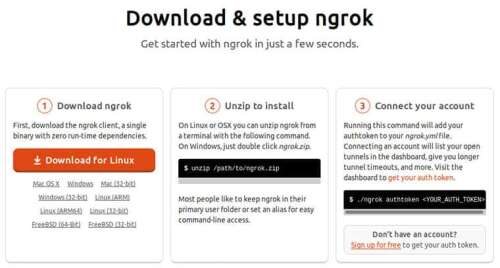 Download & setup ngrok
Get started with ngrok in just a few seconds.
1 Download ngrok
First, download the ngrok client, a single
binary with zero run-time dependencies.
Download for Linux
Mac OS X Windows Mac (32-bit)
Windows (32-bit) Linux (ARM)
Linux (ARM64) Linux (32-bit)
FreeBSD (64-Bit) FreeBSD (32-bit)
2 Unzip to install
On Linux or OSX you can unzip ngrok
from a terminal with the following command.
On Windows, just double click ngrok.zip.
$ unzip /path/to/ngrok.zip
Most people like to keep ngrok in their
primary user folder or set an alias for easy
command-line access.
3 Connect your account
Running this command will add your
authtoken to your ngrok.yml file.
Connecting an account will list your open
tunnels in the dashboard, give you longer
tunnel timeouts, and more. Visit the
dashboard to get your auth token.
$ ./ngrok authtoken <YOUR_AUTH_TOKEN>
Don't have an account?
Sign up for free to get your auth token.